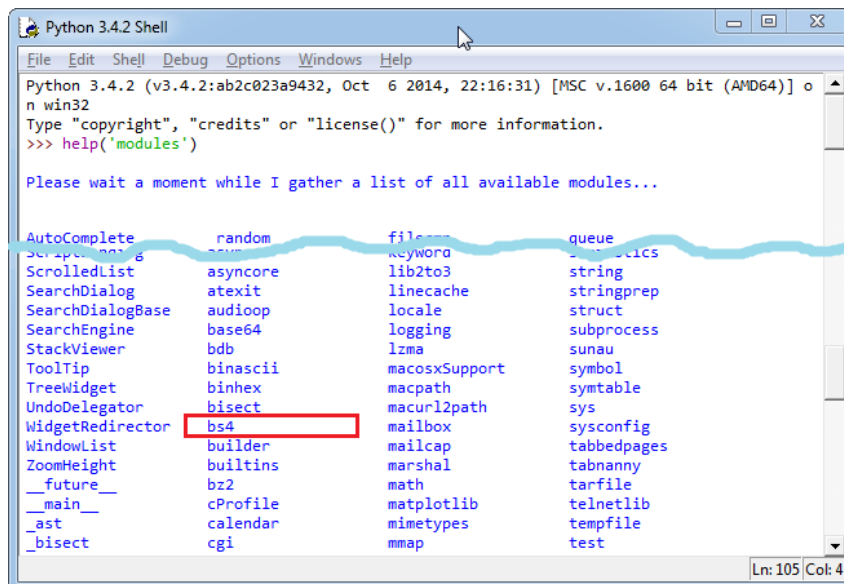 Python 3.4.2 Shell
File Edit Shell Debug Options Windows Help
Python 3.4.2 (v3.4.2:ab2c023a9432, Oct  6 2014, 22:16:31) [MSC v.1600 64 bit (AMD64)] o
n win32
Type "copyright", "credits" or "license()" for more information.
>>> help('modules')
Please wait a moment while I gather a list of all available modules...
AutoComplete _random filecmp queue
keyword
ScrolledList asyncore lib2to3 string
SearchDialog atexit linecache stringprep
SearchDialogBase audioop locale struct
SearchEngine base64 logging subprocess
StackViewer bdb lzma sunau
ToolTip binascii macosxSupport symbol
TreeWidget binhex macpath symtable
UndoDelegator bisect macurl2path sys
WidgetRedirector bs4 mailbox sysconfig
WindowList builder mailcap tabbedpages
ZoomHeight builtins marshal tabnanny
__future__ bz2 math tarfile
__main__ cProfile matplotlib telnetlib
_ast calendar mimetypes tempfile
_bisect cgi mmap test
Ln: 105 Col: 4